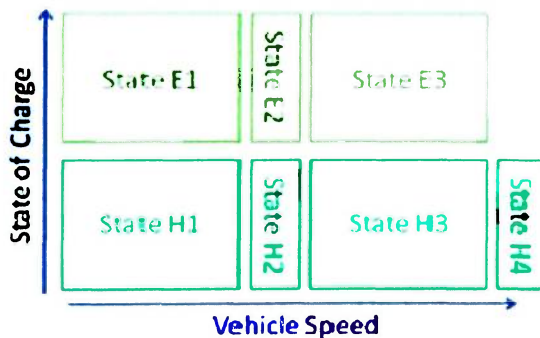 State of Charge
State E1
State E2
State E3
State H1
State H2
State H3
State H4
Vehicle Speed